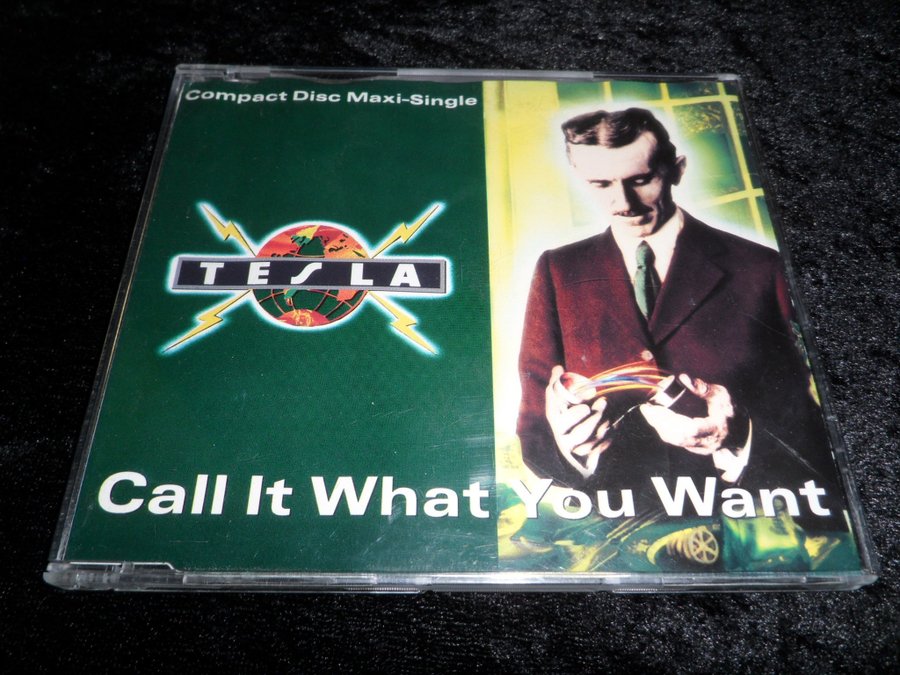 Compact Disc Maxi-Single
TESLA
Call It What You Want